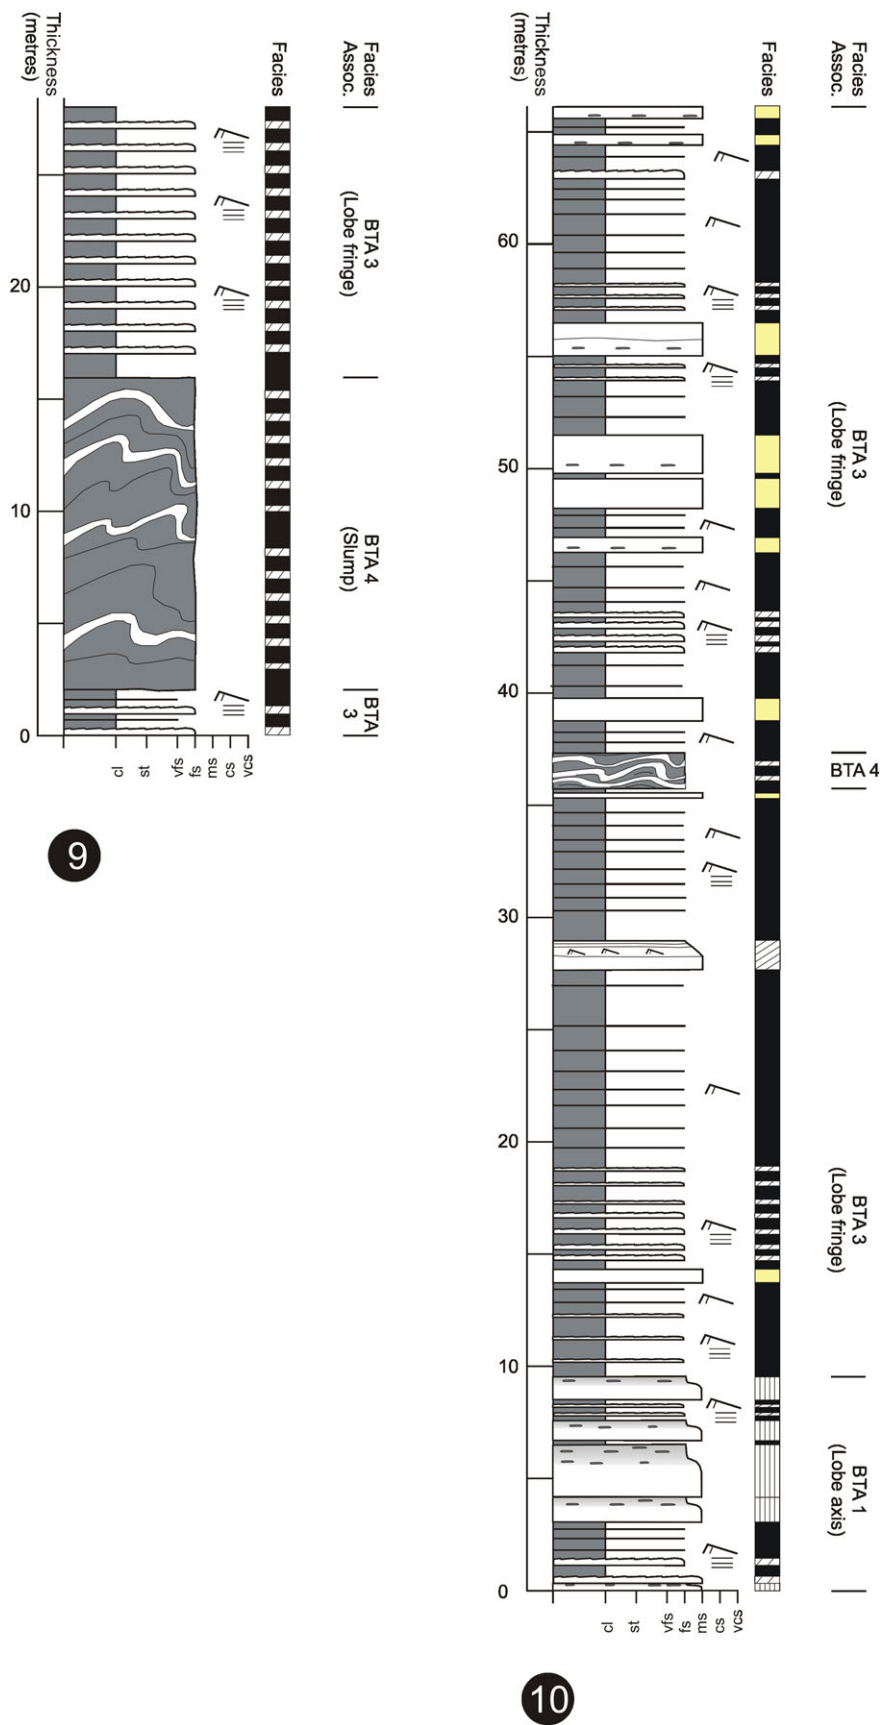 Thickness
(metres)
Facies
Facies
Assoc.
BTA 3
(Lobe fringe)
20
BTA 4
(Slump)
10
BTA
3
0
cl
st
vfs
fs
ms
cs
vcs
9
Thickness
(metres)
Facies
Facies
Assoc.
60
BTA 3
(Lobe fringe)
50
40
BTA 4
30
20
BTA 3
(Lobe fringe)
10
BTA 1
(Lobe axis)
0
cl
st
vfs
fs
ms
cs
vcs
10